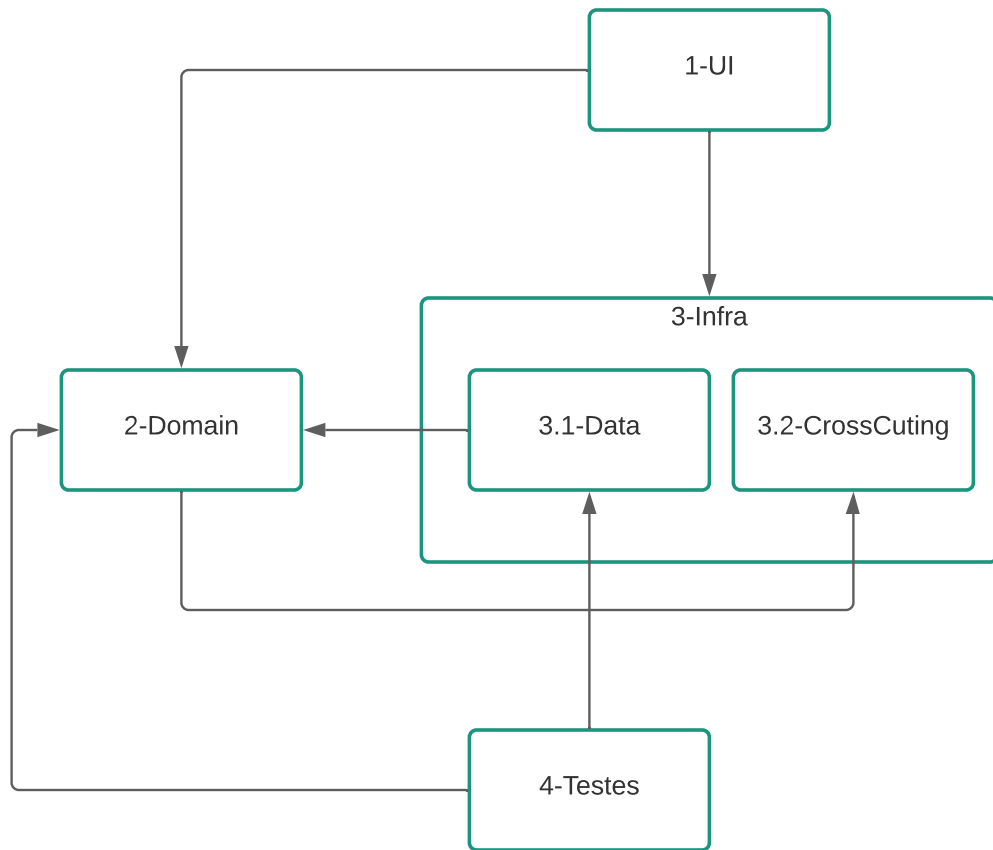 1-UI
3-Infra
2-Domain
3.1-Data
3.2-CrossCuting
4-Testes